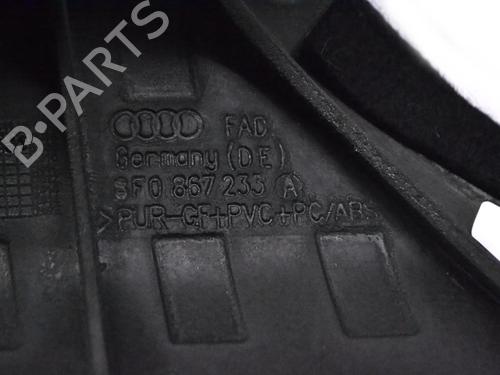 B-PARTS
FAD
Germany (DE)
8F0 867 233 A
>PUR-GF+PVC+PC/ABS